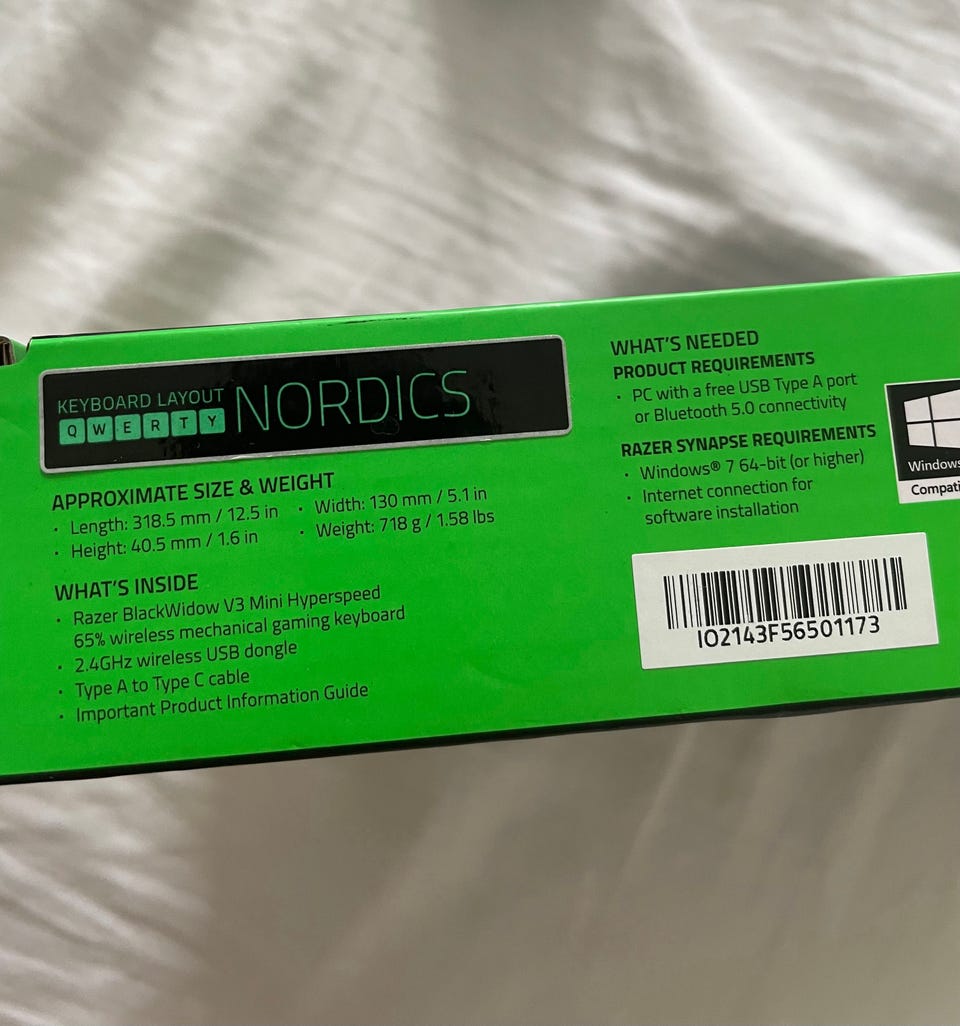 KEYBOARD LAYOUT
QWERTY
NORDICS
APPROXIMATE SIZE & WEIGHT
· Length: 318.5 mm / 12.5 in
· Width: 130 mm / 5.1 in
· Height: 40.5 mm / 1.6 in
· Weight: 718 g / 1.58 lbs
WHAT'S INSIDE
· Razer BlackWidow V3 Mini Hyperspeed
65% wireless mechanical gaming keyboard
· 2.4GHz wireless USB dongle
· Type A to Type C cable
· Important Product Information Guide
WHAT'S NEEDED
PRODUCT REQUIREMENTS
· PC with a free USB Type A port
or Bluetooth 5.0 connectivity
RAZER SYNAPSE REQUIREMENTS
· Windows® 7 64-bit (or higher)
· Internet connection for
software installation
Windows
Compati
IO2143F56501173